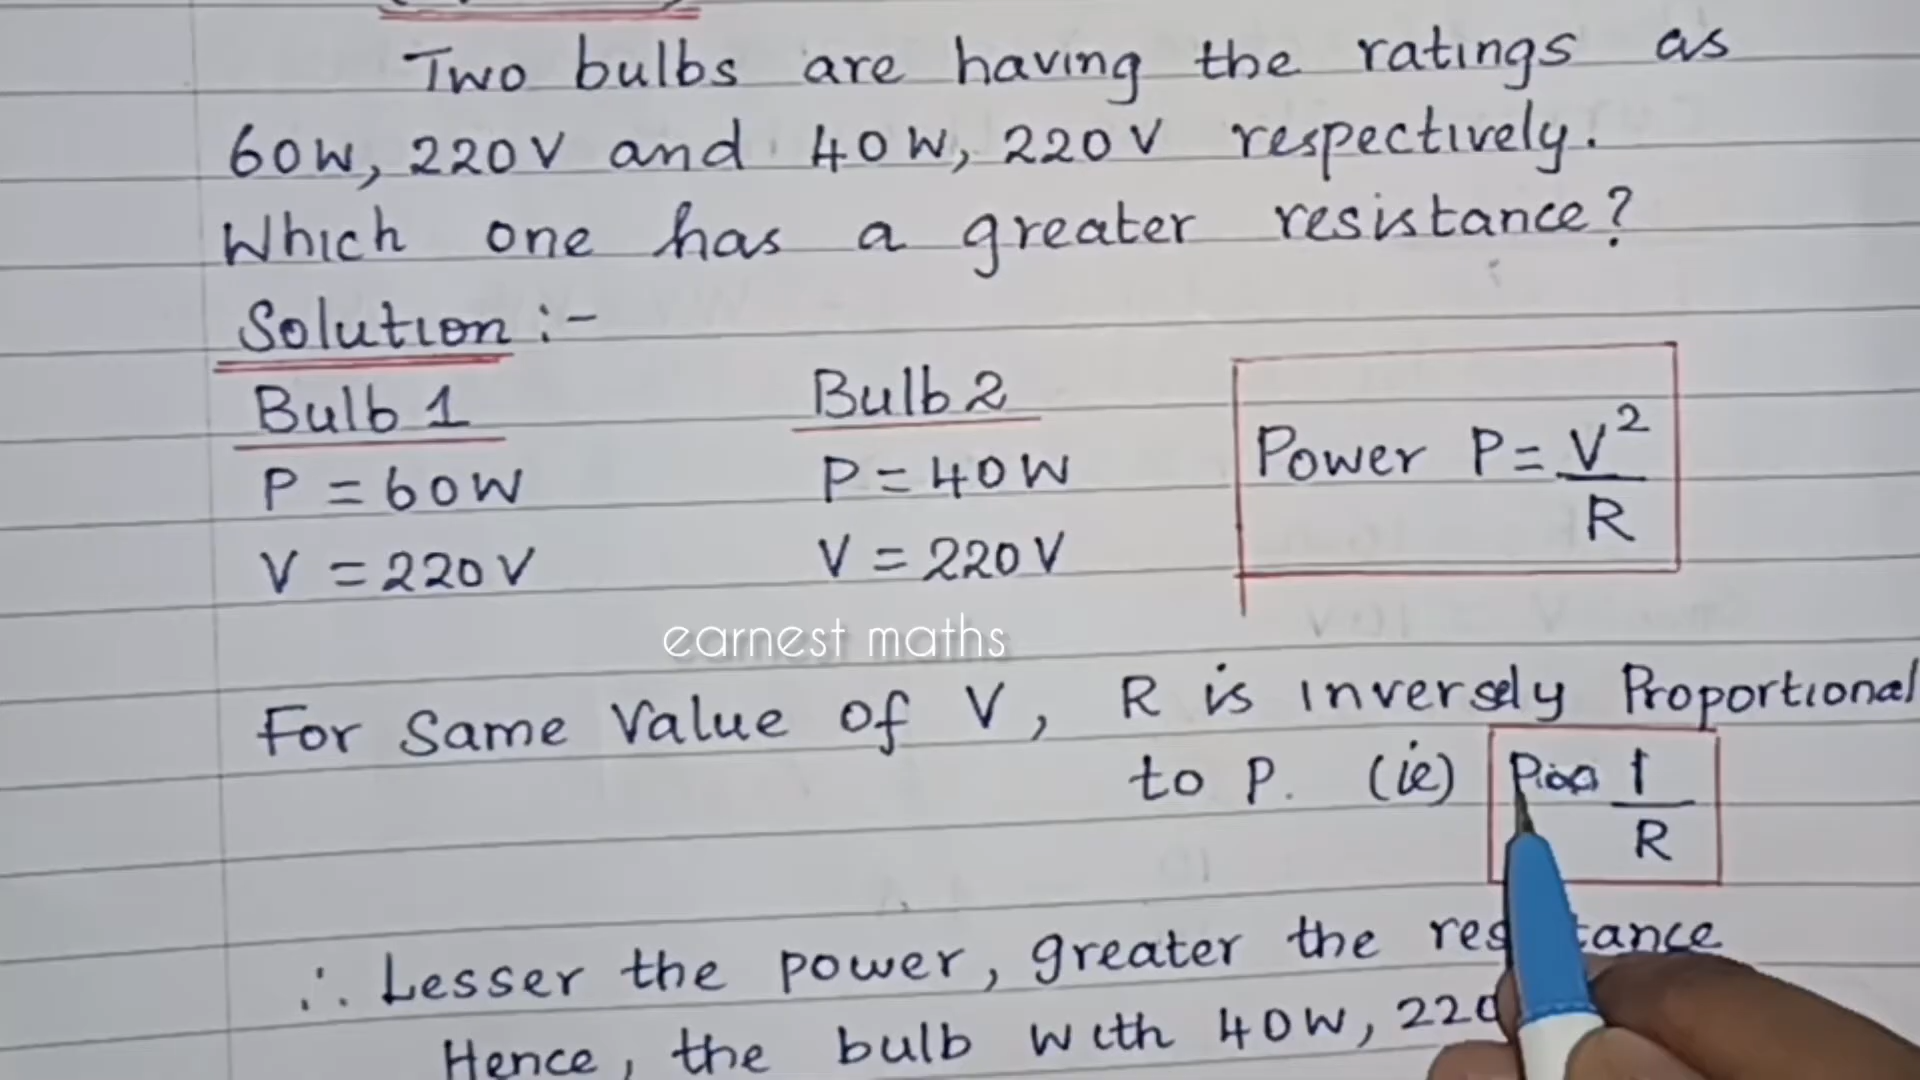 Two bulbs are having the ratings as
60W, 220V and 40W, 220V respectively.
Which one has a greater resistance?
Solution :-
Bulb 1
P = 60W
V = 220V
Bulb 2
P = 40W
V = 220V
Power P = V²/R
earnest maths
For Same Value of V, R is inversely Proportional
to P. (ie) P ∝ 1/R
∴ Lesser the power, greater the
Hence, the bulb with 40W,